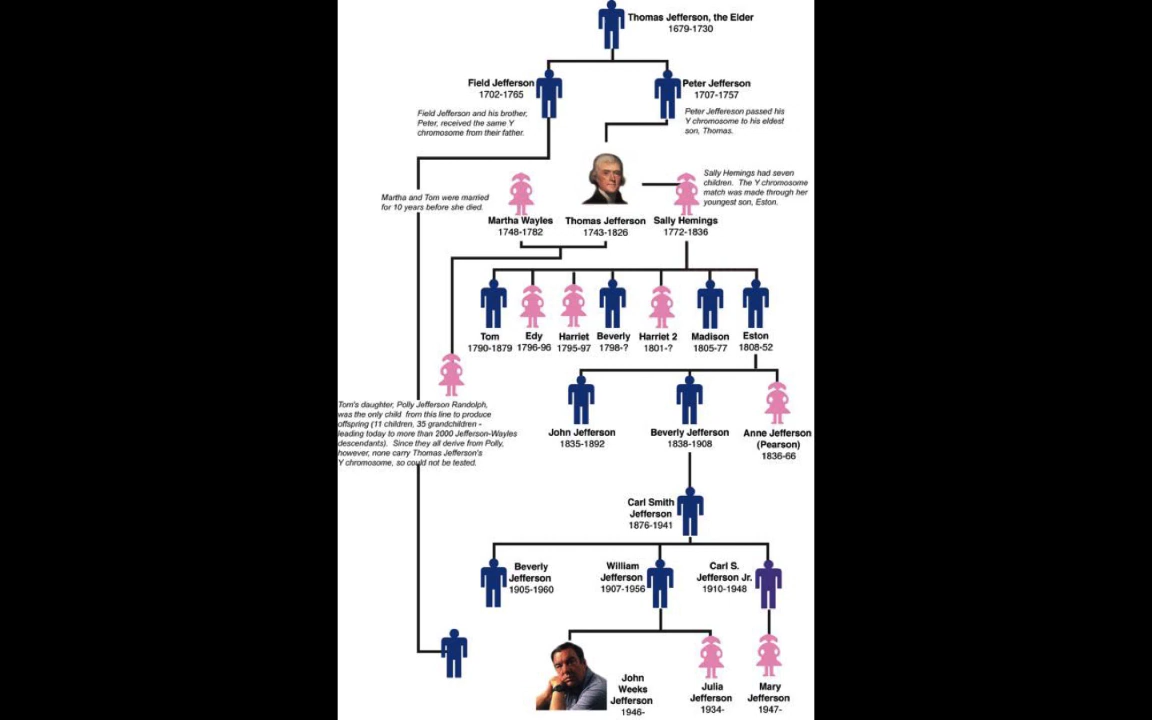 Thomas Jefferson, the Elder
1679-1730
Field Jefferson
1702-1765
Peter Jefferson
1707-1757
Field Jefferson and his brother,
Peter, received the same Y
chromosome from their father.
Peter Jeffereson passed his
Y chromosome to his eldest
son, Thomas.
Martha and Tom were married
for 10 years before she died.
Sally Hemings had seven
children. The Y chromosome
match was made through her
youngest son, Eston.
Martha Wayles
1748-1782
Thomas Jefferson
1743-1826
Sally Hemings
1772-1836
Tom
1790-1879
Edy
1796-96
Harriet
1795-97
Beverly
1798-?
Harriet 2
1801-?
Madison
1805-77
Eston
1808-52
Tom's daughter, Polly Jefferson Randolph,
was the only child from this line to produce
offspring (11 children, 35 grandchildren -
leading today to more than 2000 Jefferson-Wayles
descendants). Since they all derive from Polly,
however, none carry Thomas Jefferson's
Y chromosome, so could not be tested.
John Jefferson
1835-1892
Beverly Jefferson
1838-1908
Anne Jefferson
(Pearson)
1836-66
Carl Smith
Jefferson
1876-1941
Beverly
Jefferson
1905-1960
William
Jefferson
1907-1956
Carl S.
Jefferson Jr.
1910-1948
John
Weeks
Jefferson
1946-
Julia
Jefferson
1934-
Mary
Jefferson
1947-